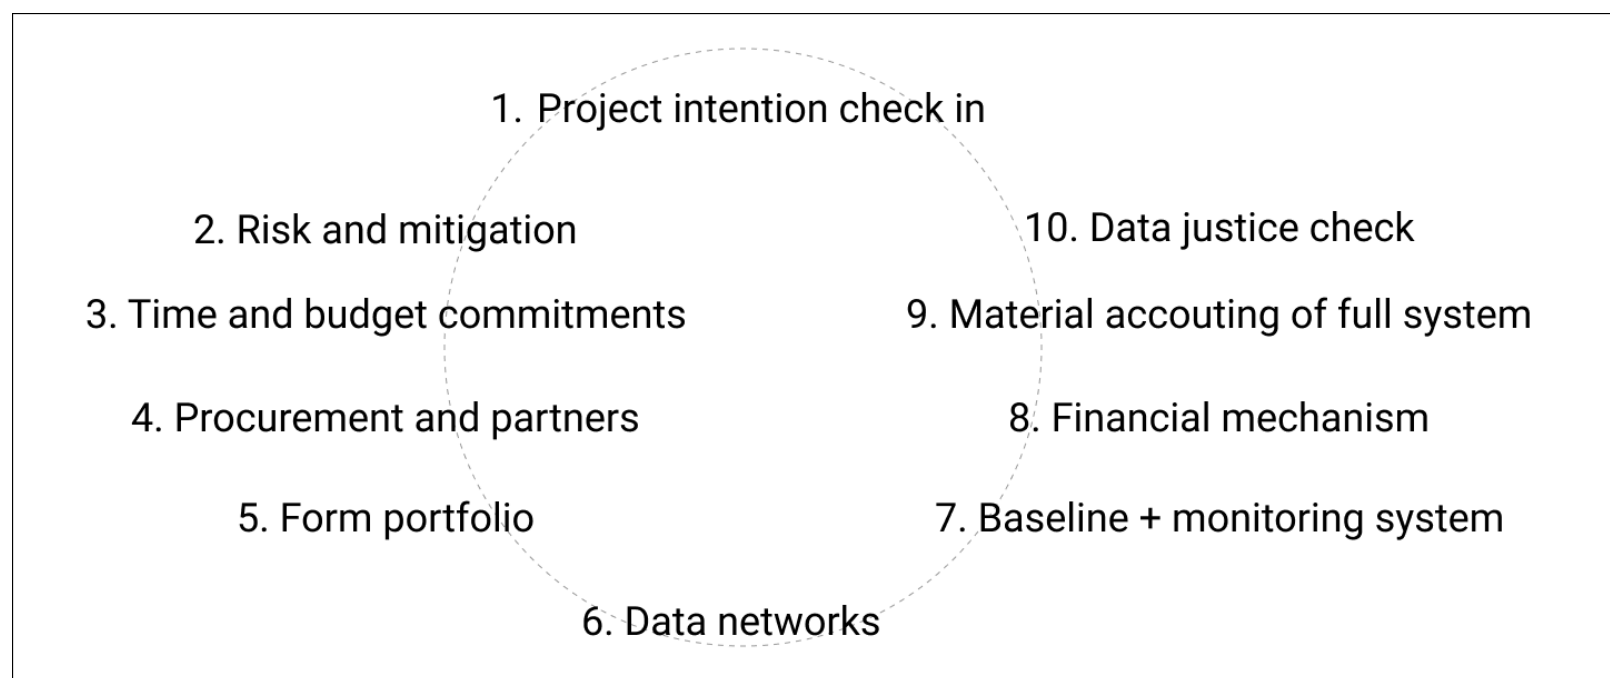 1. Project intention check in
2. Risk and mitigation
3. Time and budget commitments
4. Procurement and partners
5. Form portfolio
6. Data networks
7. Baseline + monitoring system
8. Financial mechanism
9. Material accouting of full system
10. Data justice check